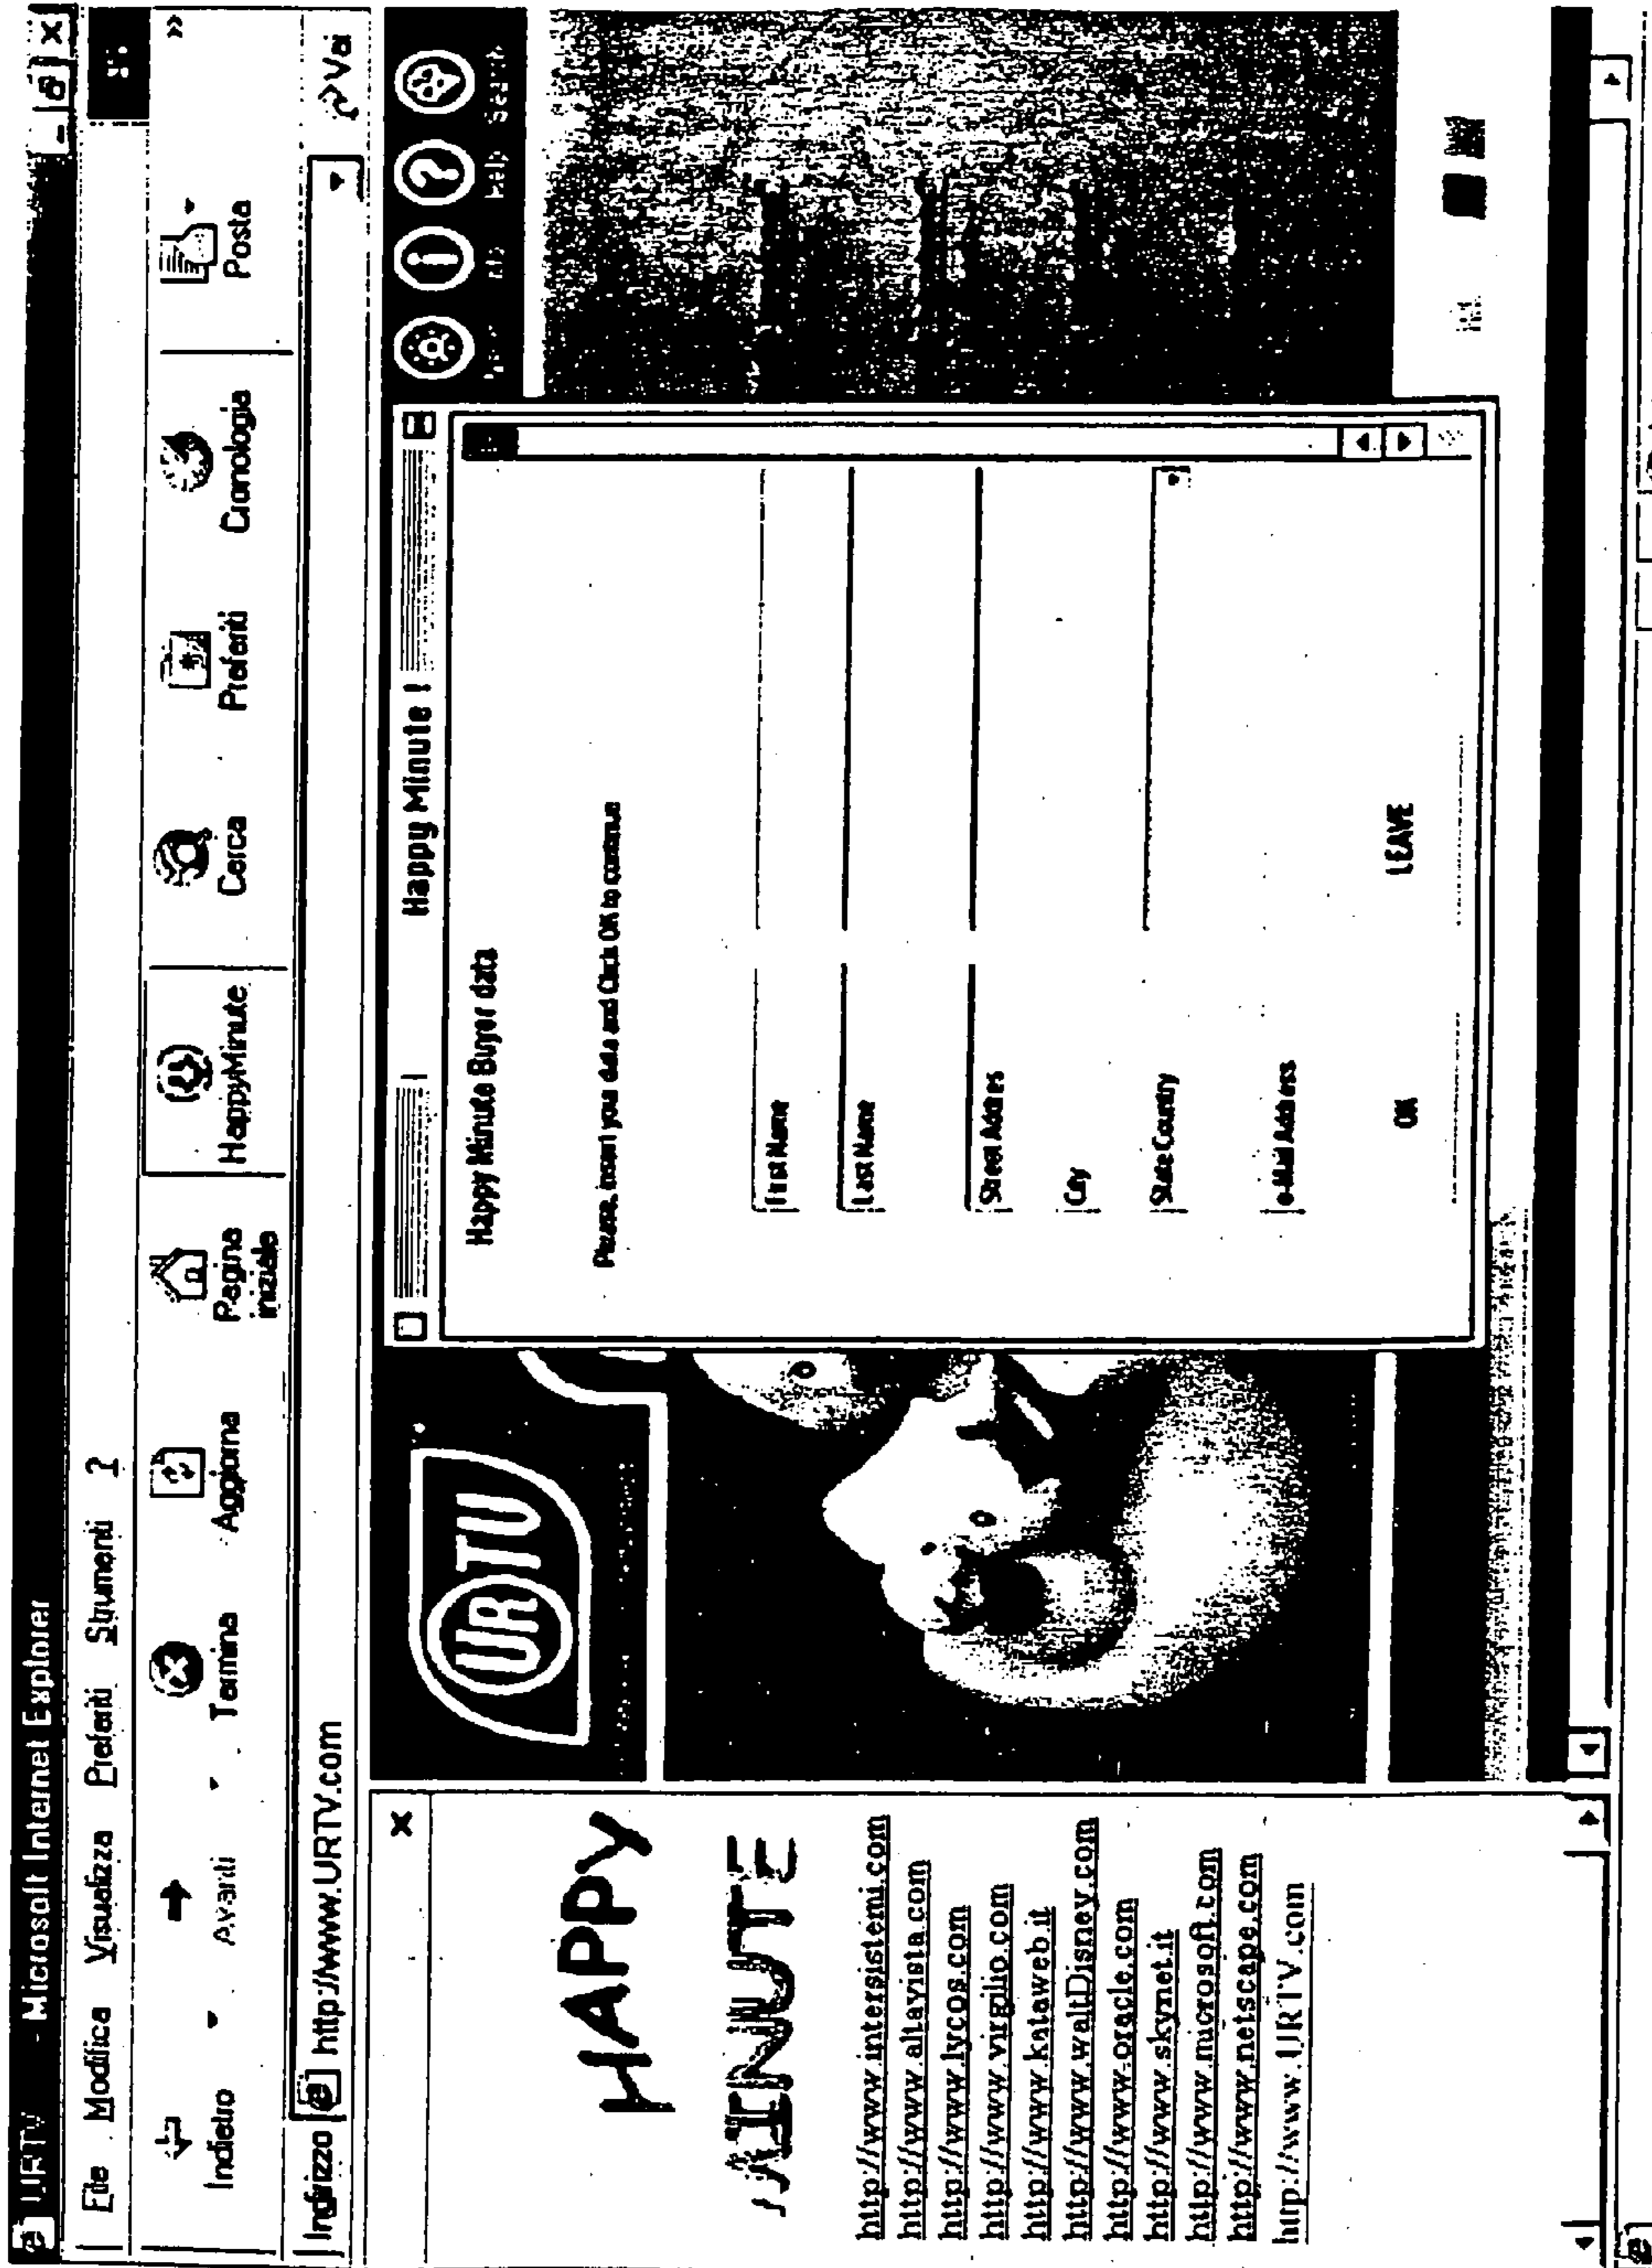 URTV - Microsoft Internet Explorer
File Modifica Visualizza Preferiti Strumenti ?
Indietro Avanti Termina Aggiorna Pagina iniziale HappyMinute Cerca Preferiti Cronologia Posta »
Indirizzo http://www.URTV.com Vai
HAPPY
MINUTE
http://www.intersistemi.com
http://www.altavista.com
http://www.lycos.com
http://www.virgilio.com
http://www.kataweb.it
http://www.waltDisney.com
http://www.oracle.com
http://www.skynet.it
http://www.microsoft.com
http://www.netscape.com
http://www.URTV.com
URTV
Info Help Search
Happy Minute !
Happy Minute Buyer data
Please, insert you data and Click OK to continue
First Name
Last Name
Street Addres
City
State Country
e-Mail Address
OK LEAVE